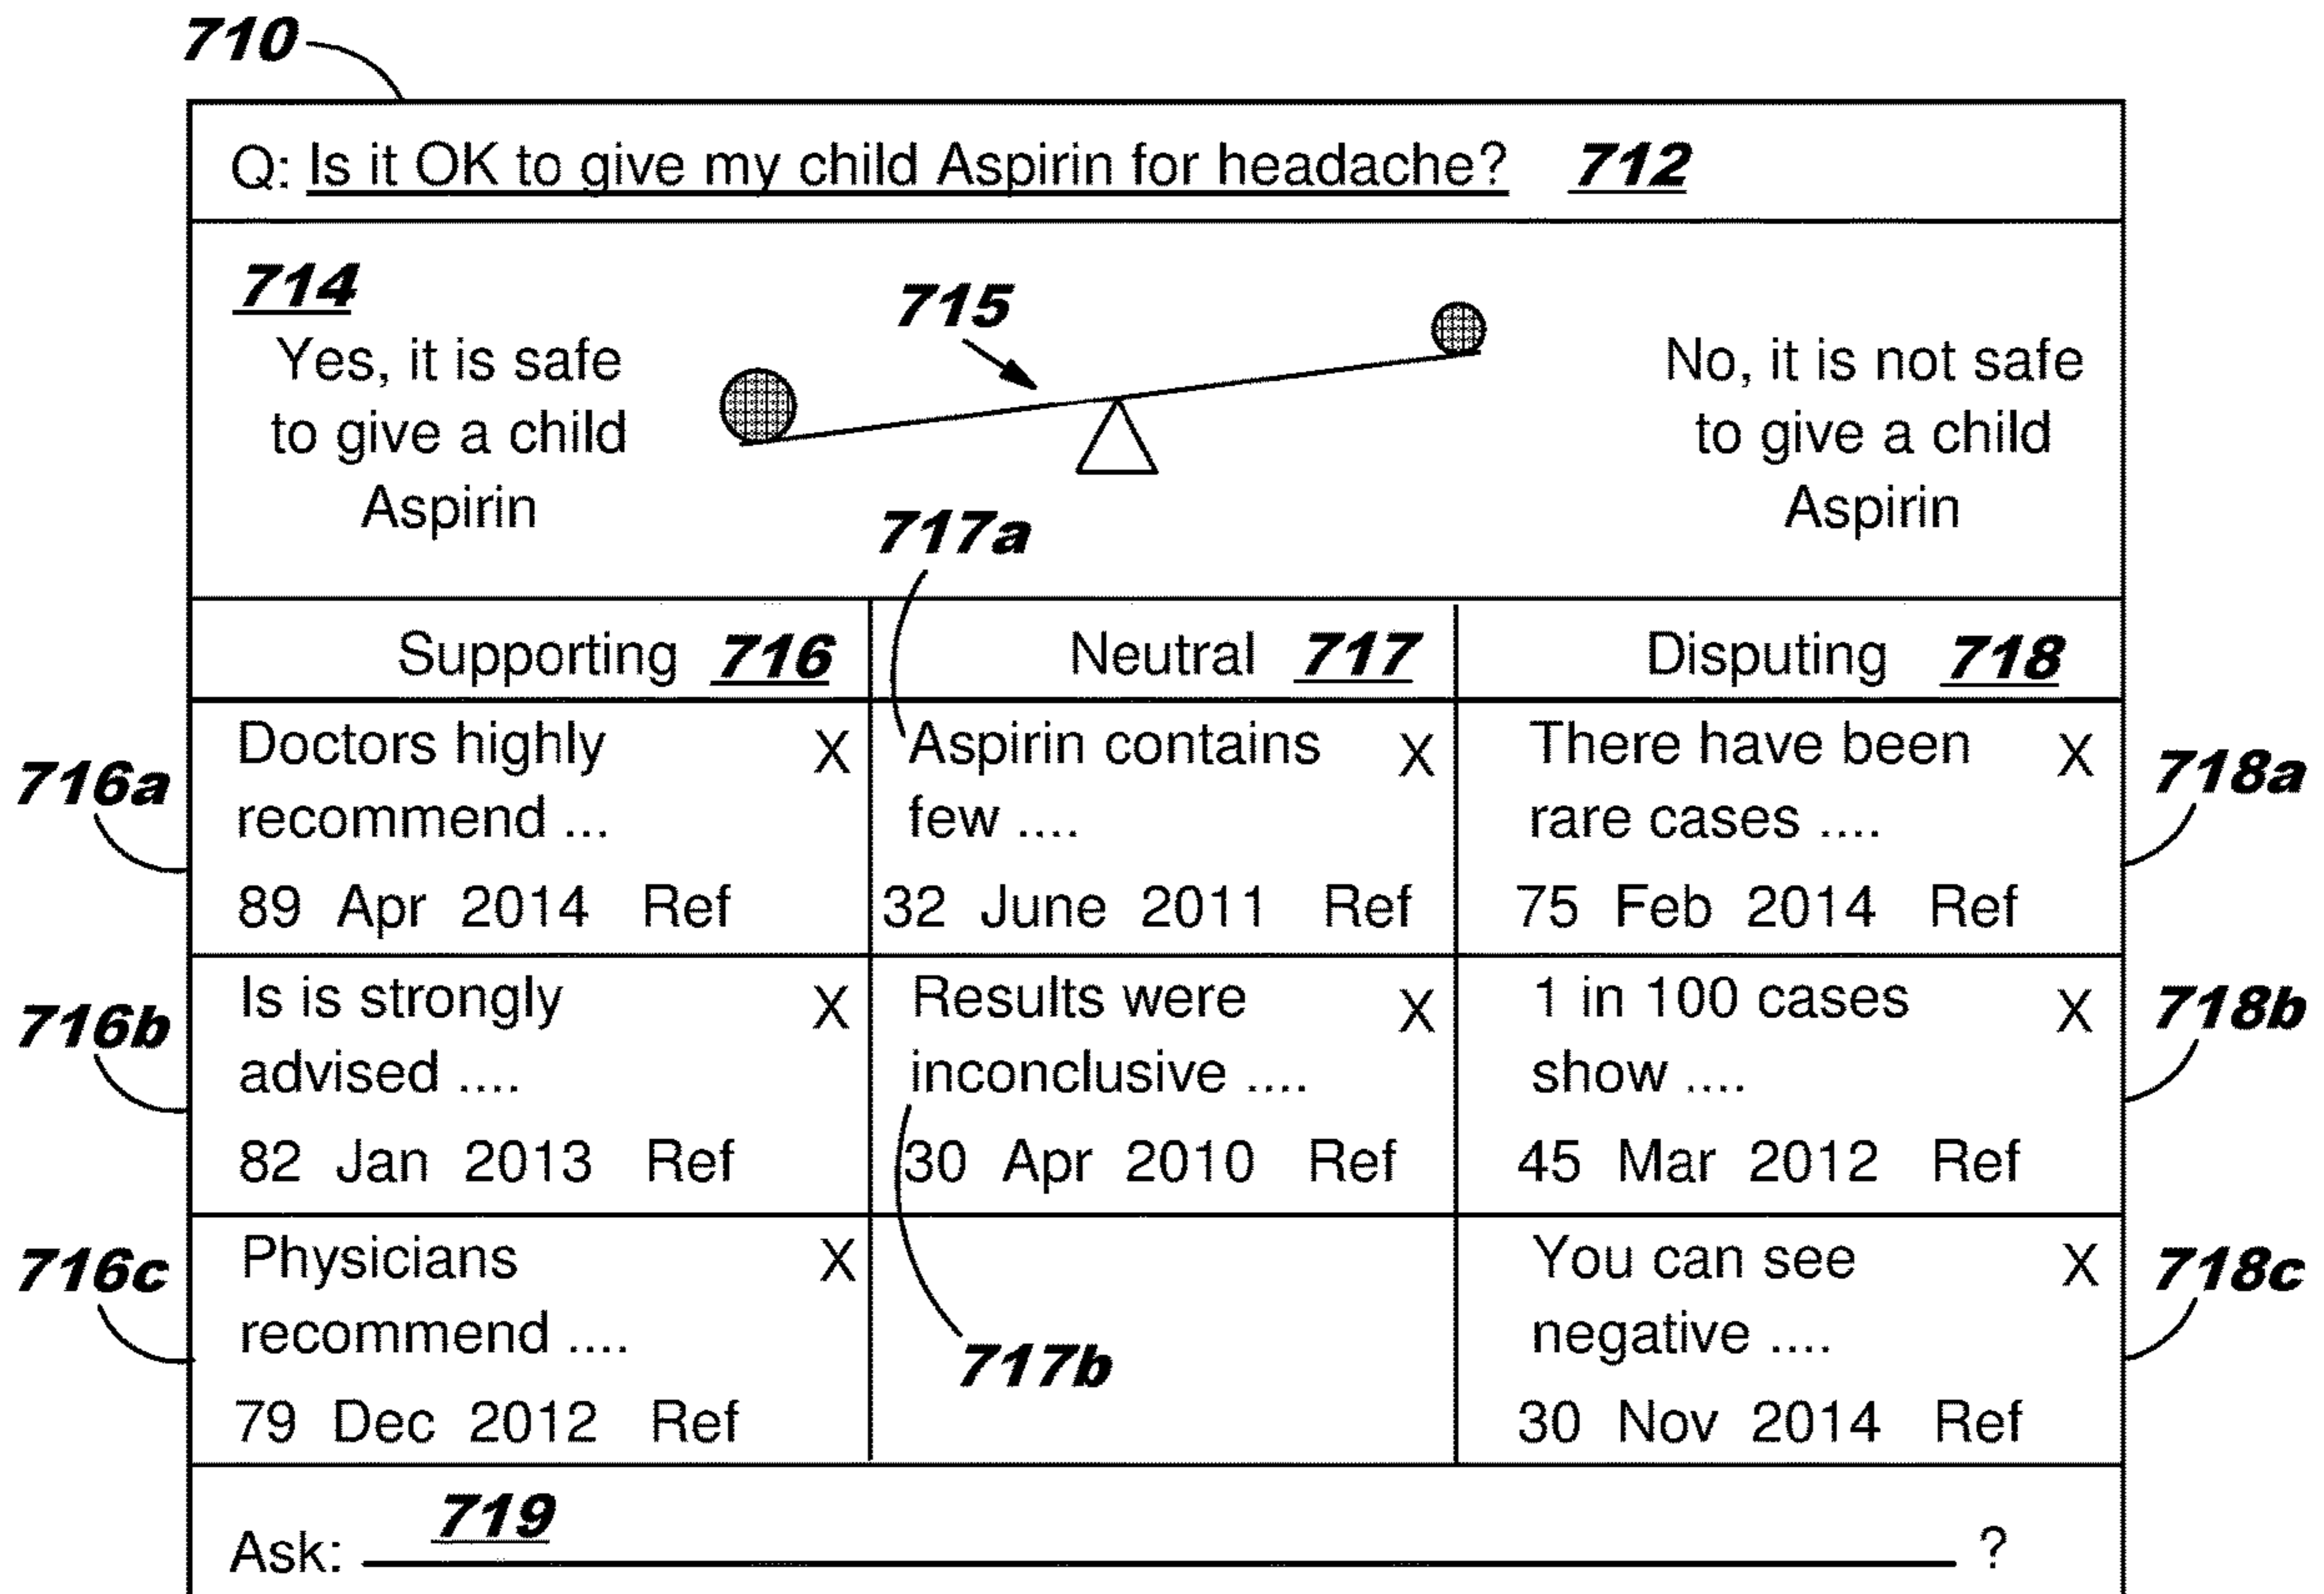 710
Q: Is it OK to give my child Aspirin for headache? 712
714
715
Yes, it is safe
to give a child
Aspirin
No, it is not safe
to give a child
Aspirin
717a
Supporting 716
Neutral 717
Disputing 718
716a
Doctors highly X
recommend ...
89 Apr 2014 Ref
Aspirin contains X
few ....
32 June 2011 Ref
There have been X
rare cases ....
75 Feb 2014 Ref
718a
716b
Is is strongly X
advised ....
82 Jan 2013 Ref
Results were X
inconclusive ....
30 Apr 2010 Ref
1 in 100 cases X
show ....
45 Mar 2012 Ref
718b
716c
Physicians X
recommend ....
79 Dec 2012 Ref
717b
You can see X
negative ....
30 Nov 2014 Ref
718c
719
Ask: ?